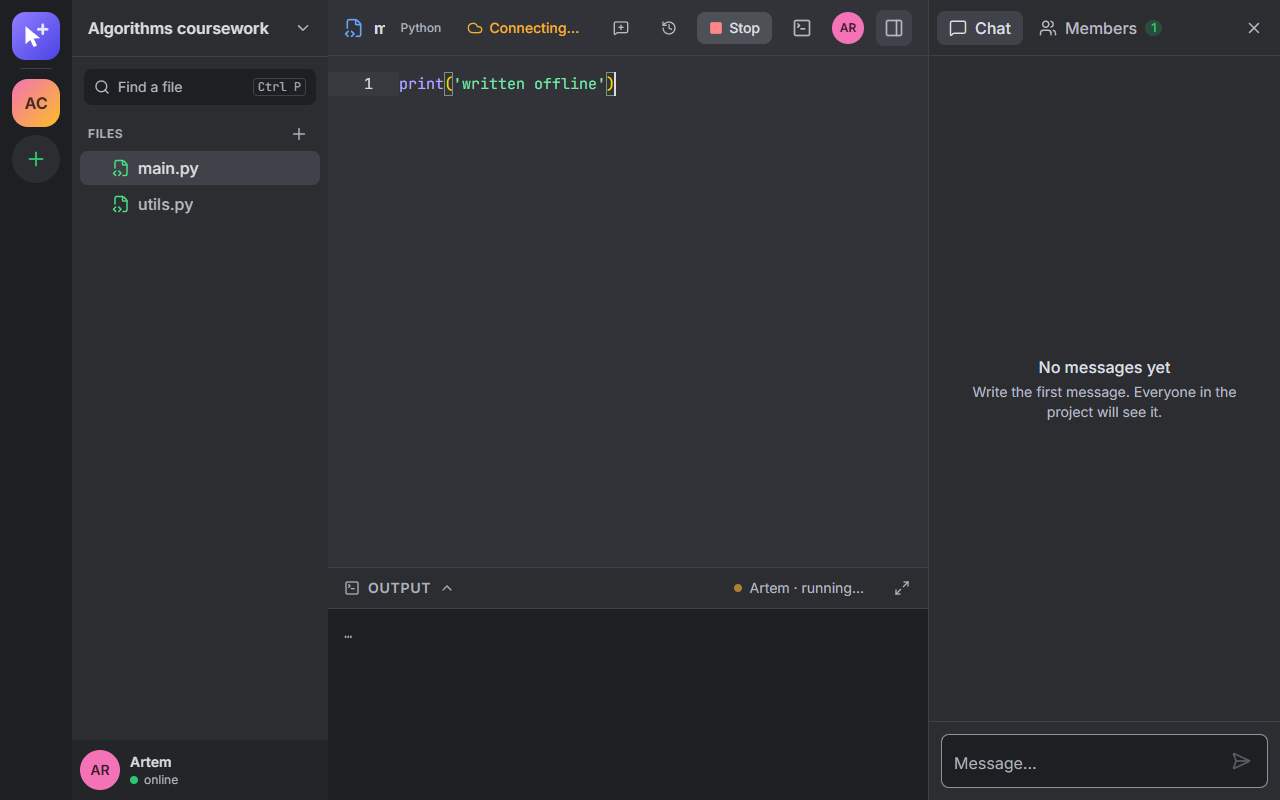 Algorithms coursework
AC
Find a file
Ctrl P
FILES
main.py
utils.py
AR
Artem
online
Python
Connecting...
Stop
AR
1
print('written offline')
OUTPUT
Artem · running...
…
Chat
Members
1
No messages yet
Write the first message. Everyone in the
project will see it.
Message...